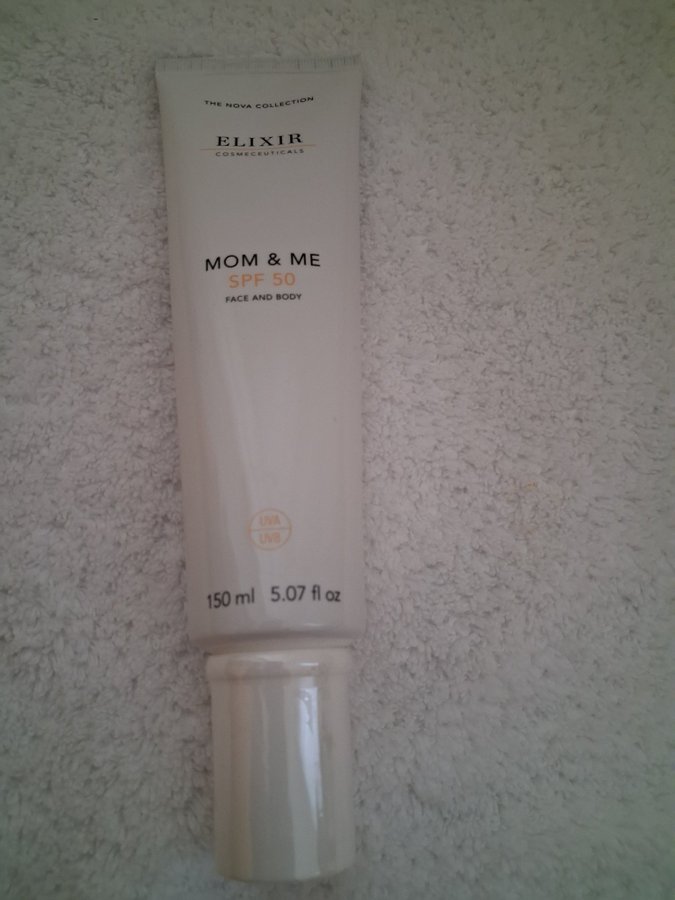 THE NOVA COLLECTION
ELIXIR
COSMECEUTICALS
MOM & ME
SPF 50
FACE AND BODY
UVA
UVB
150 ml 5.07 fl oz